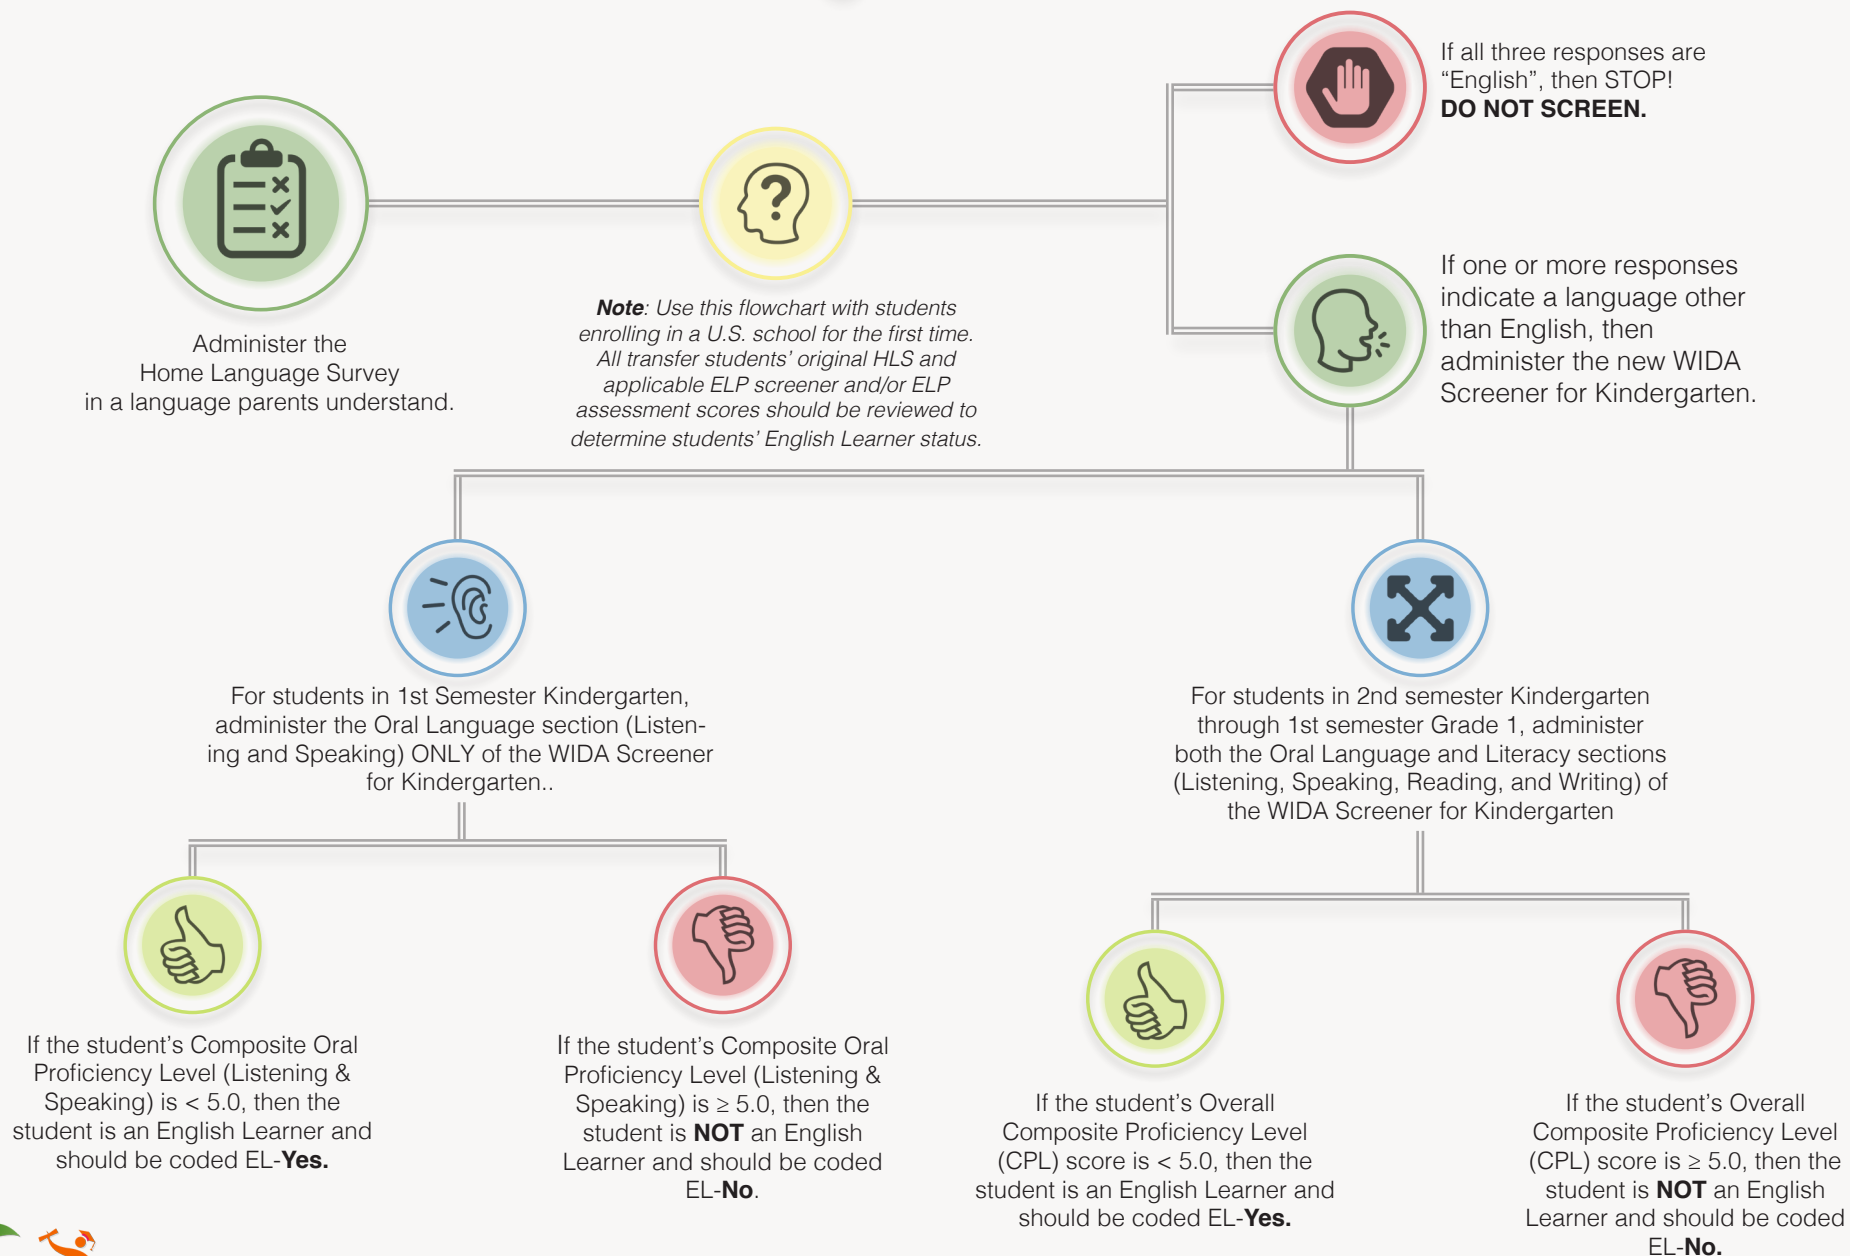 If all three responses are
“English”, then STOP!
DO NOT SCREEN.
Administer the
Home Language Survey
in a language parents understand.
Note: Use this flowchart with students
enrolling in a U.S. school for the first time.
All transfer students’ original HLS and
applicable ELP screener and/or ELP
assessment scores should be reviewed to
determine students’ English Learner status.
If one or more responses
indicate a language other
than English, then
administer the new WIDA
Screener for Kindergarten.
For students in 1st Semester Kindergarten,
administer the Oral Language section (Listen-
ing and Speaking) ONLY of the WIDA Screener
for Kindergarten..
For students in 2nd semester Kindergarten
through 1st semester Grade 1, administer
both the Oral Language and Literacy sections
(Listening, Speaking, Reading, and Writing) of
the WIDA Screener for Kindergarten
If the student’s Composite Oral
Proficiency Level (Listening &
Speaking) is < 5.0, then the
student is an English Learner and
should be coded EL-Yes.
If the student’s Composite Oral
Proficiency Level (Listening &
Speaking) is ≥ 5.0, then the
student is NOT an English
Learner and should be coded
EL-No.
If the student’s Overall
Composite Proficiency Level
(CPL) score is < 5.0, then the
student is an English Learner and
should be coded EL-Yes.
If the student’s Overall
Composite Proficiency Level
(CPL) score is ≥ 5.0, then the
student is NOT an English
Learner and should be coded
EL-No.